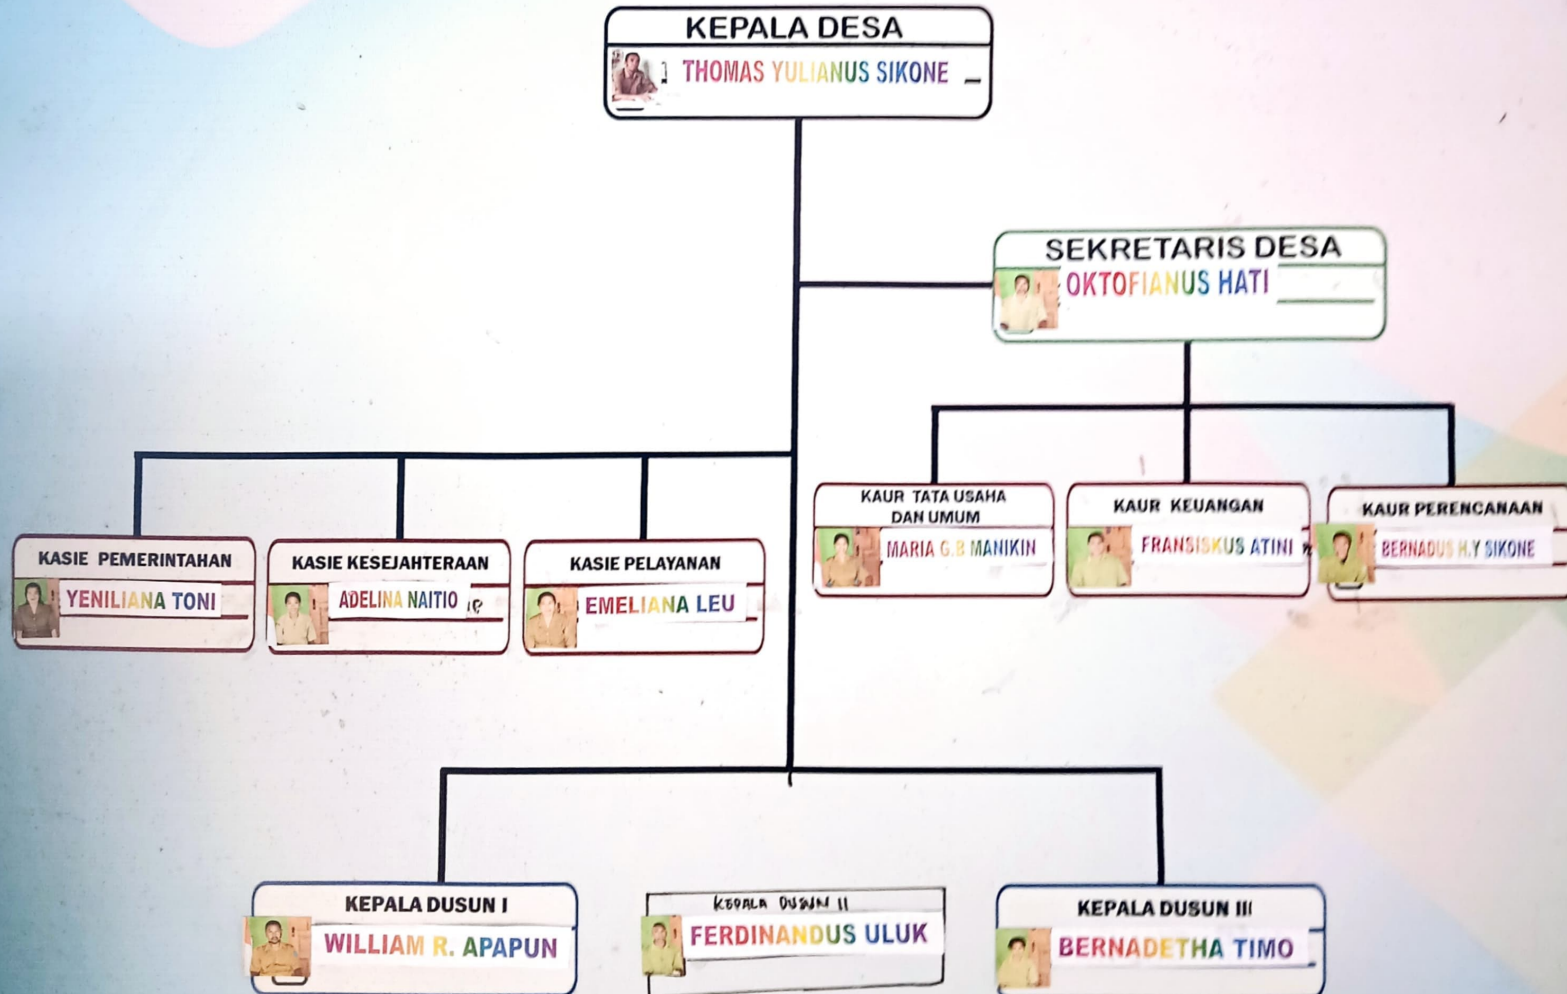 KEPALA DESA
THOMAS YULIANUS SIKONE
SEKRETARIS DESA
OKTOFIANUS HATI
KAUR TATA USAHA
DAN UMUM
MARIA G.B MANIKIN
KAUR KEUANGAN
FRANSISKUS ATINI
KAUR PERENCANAAN
BERNADUS H.Y SIKONE
KASIE PEMERINTAHAN
YENILIANA TONI
KASIE KESEJAHTERAAN
ADELINA NAITIO
KASIE PELAYANAN
EMELIANA LEU
KEPALA DUSUN I
WILLIAM R. APAPUN
KEPALA DUSUN II
FERDINANDUS ULUK
KEPALA DUSUN III
BERNADETHA TIMO